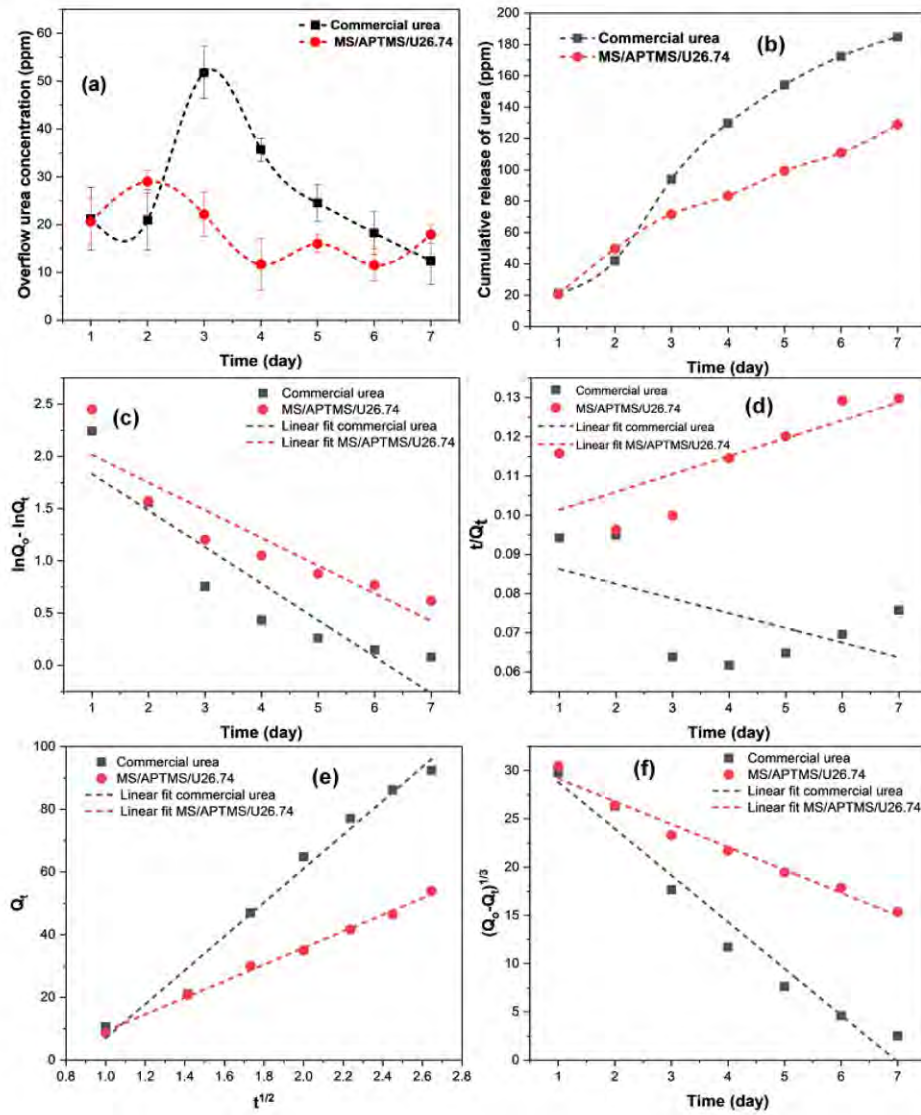 Commercial urea
MS/APTMS/U26.74
(a)
Overflow urea concentration (ppm)
60
50
40
30
20
10
0
1 2 3 4 5 6 7
Time (day)
Commercial urea
MS/APTMS/U26.74
(b)
Cumulative release of urea (ppm)
200
180
160
140
120
100
80
60
40
20
0
1 2 3 4 5 6 7
Time (day)
Commercial urea
MS/APTMS/U26.74
Linear fit commercial urea
Linear fit MS/APTMS/U26.74
(c)
lnQo- lnQt
2.5
2.0
1.5
1.0
0.5
0.0
1 2 3 4 5 6 7
Time (day)
Commercial urea
MS/APTMS/U26.74
Linear fit commercial urea
Linear fit MS/APTMS/U26.74
(d)
t/Qt
0.13
0.12
0.11
0.10
0.09
0.08
0.07
0.06
1 2 3 4 5 6 7
Time (day)
Commercial urea
MS/APTMS/U26.74
Linear fit commercial urea
Linear fit MS/APTMS/U26.74
(e)
Qt
100
80
60
40
20
0
0.8 1.0 1.2 1.4 1.6 1.8 2.0 2.2 2.4 2.6 2.8
t1/2
Commercial urea
MS/APTMS/U26.74
Linear fit commercial urea
Linear fit MS/APTMS/U26.74
(f)
(Qo-Qt)1/3
30
25
20
15
10
5
0
1 2 3 4 5 6 7
Time (day)